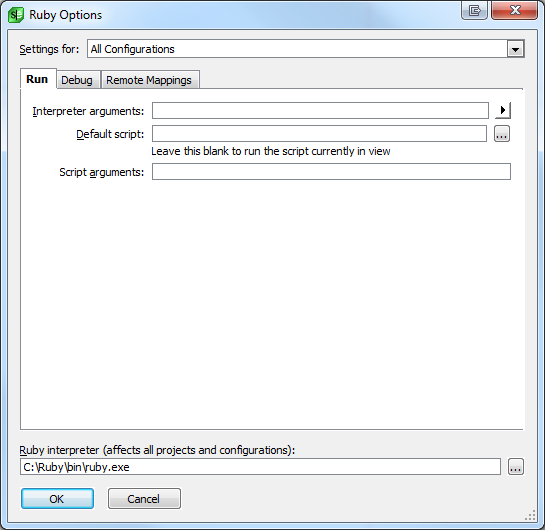 Ruby Options
Settings for: All Configurations
Run Debug Remote Mappings
Interpreter arguments:
Default script: ...
Leave this blank to run the script currently in view
Script arguments:
Ruby interpreter (affects all projects and configurations):
C:\Ruby\bin\ruby.exe ...
OK Cancel